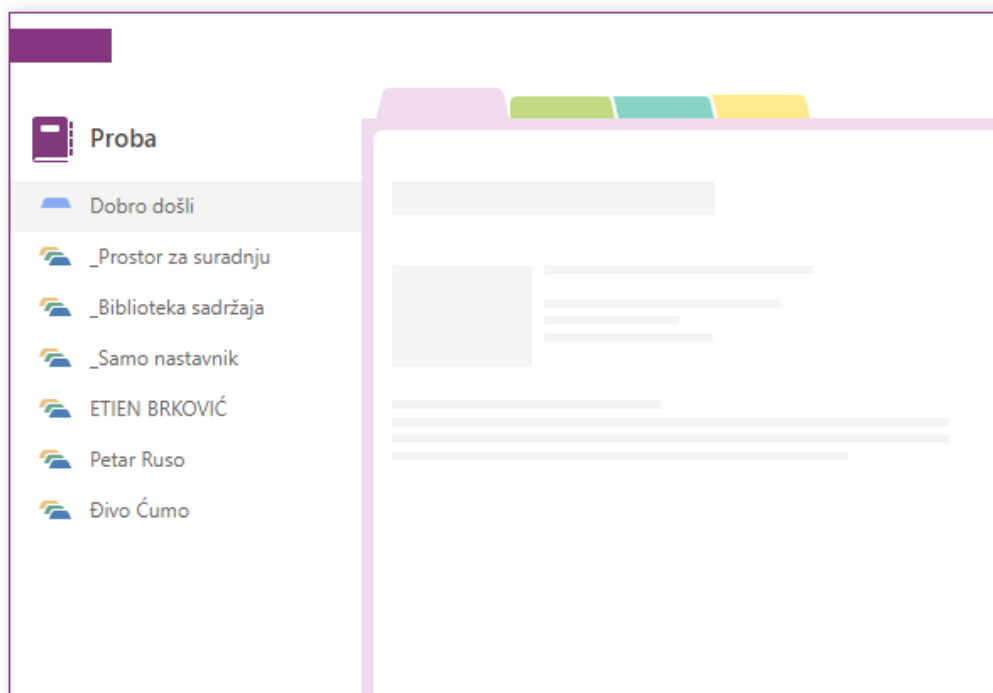 Proba
Dobro došli
_Prostor za suradnju
_Biblioteka sadržaja
_Samo nastavnik
ETIEN BRKOVIĆ
Petar Ruso
Đivo Ćumo